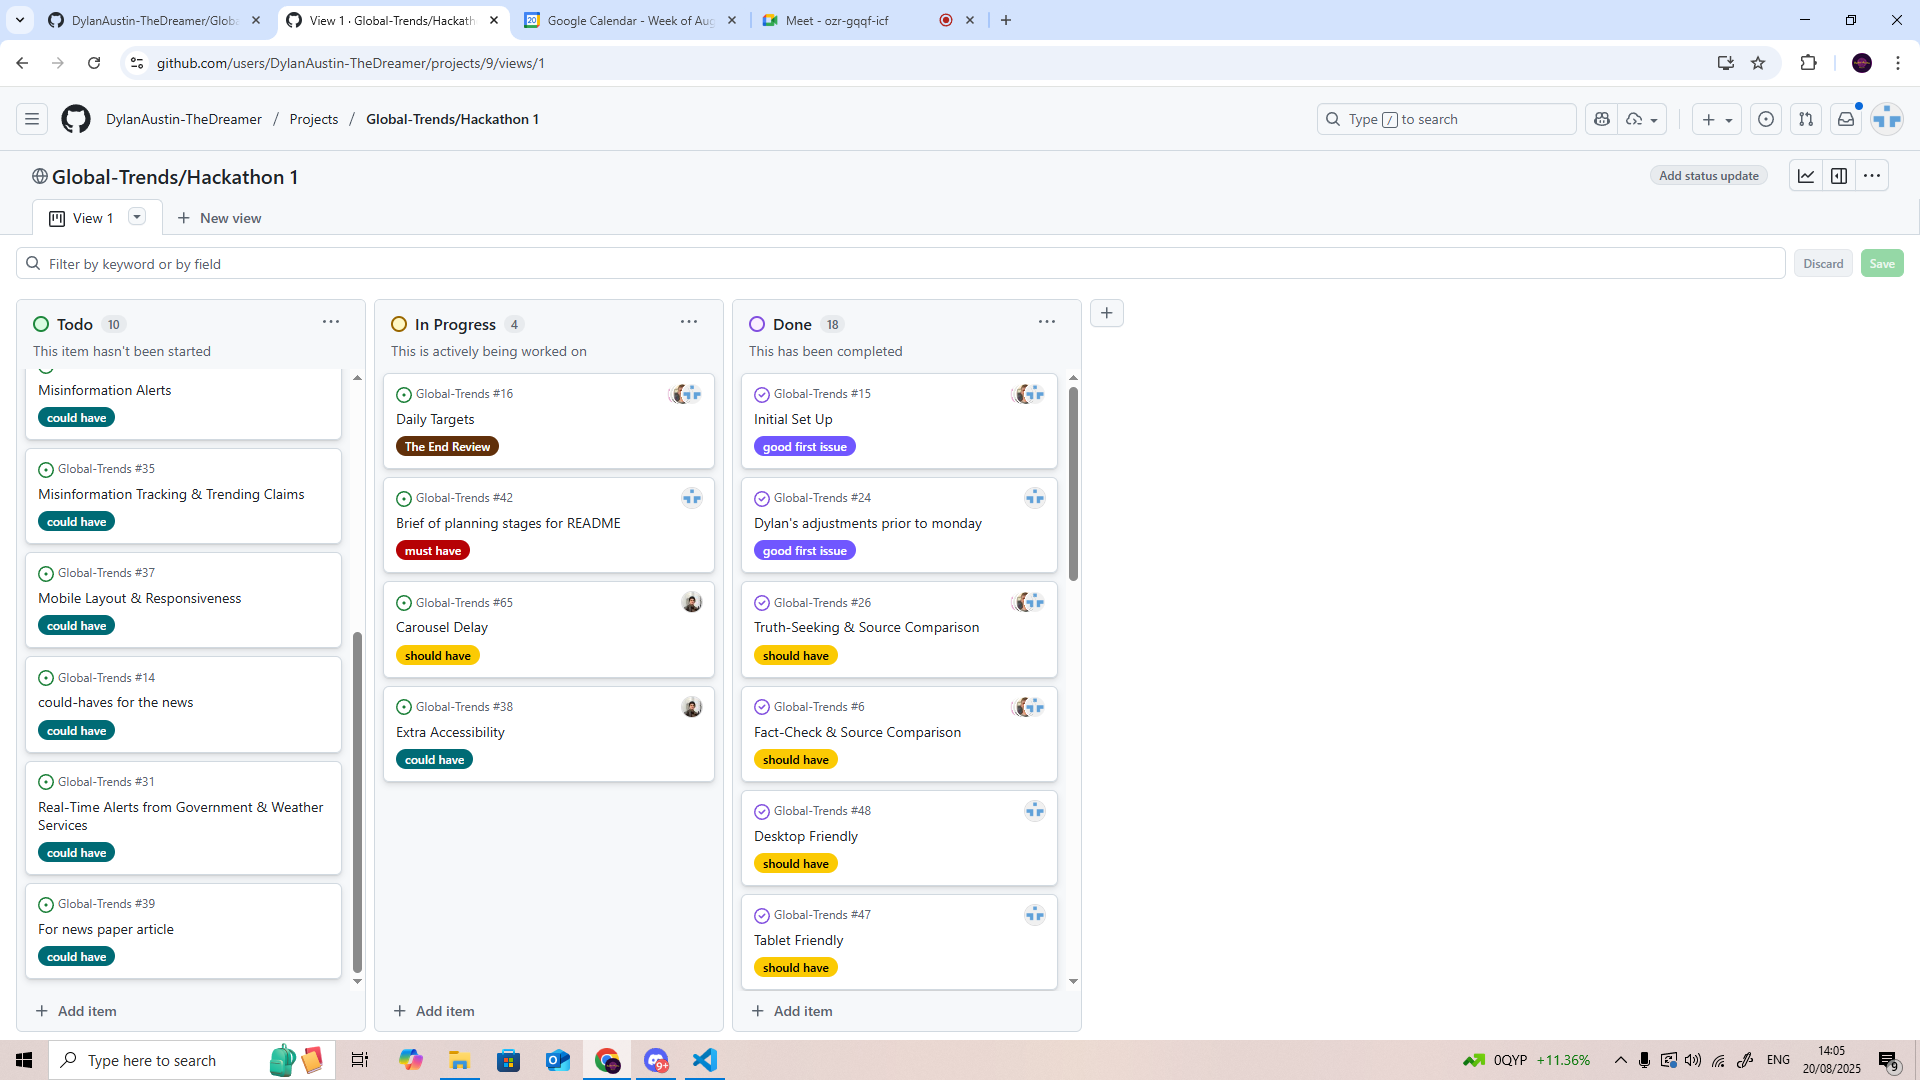 DylanAustin-TheDreamer/Globa
View 1 · Global-Trends/Hackath
Google Calendar - Week of Aug
Meet - ozr-gqqf-icf
github.com/users/DylanAustin-TheDreamer/projects/9/views/1
DylanAustin-TheDreamer / Projects / Global-Trends/Hackathon 1
Type / to search
Global-Trends/Hackathon 1
Add status update
View 1
New view
Filter by keyword or by field
Discard
Save
Todo 10
This item hasn't been started
Misinformation Alerts
could have
Global-Trends #35
Misinformation Tracking & Trending Claims
could have
Global-Trends #37
Mobile Layout & Responsiveness
could have
Global-Trends #14
could-haves for the news
could have
Global-Trends #31
Real-Time Alerts from Government & Weather
Services
could have
Global-Trends #39
For news paper article
could have
Add item
In Progress 4
This is actively being worked on
Global-Trends #16
Daily Targets
The End Review
Global-Trends #42
Brief of planning stages for README
must have
Global-Trends #65
Carousel Delay
should have
Global-Trends #38
Extra Accessibility
could have
Add item
Done 18
This has been completed
Global-Trends #15
Initial Set Up
good first issue
Global-Trends #24
Dylan's adjustments prior to monday
good first issue
Global-Trends #26
Truth-Seeking & Source Comparison
should have
Global-Trends #6
Fact-Check & Source Comparison
should have
Global-Trends #48
Desktop Friendly
should have
Global-Trends #47
Tablet Friendly
should have
Add item
Type here to search
9+
0QYP +11.36%
ENG
14:05
20/08/2025
9